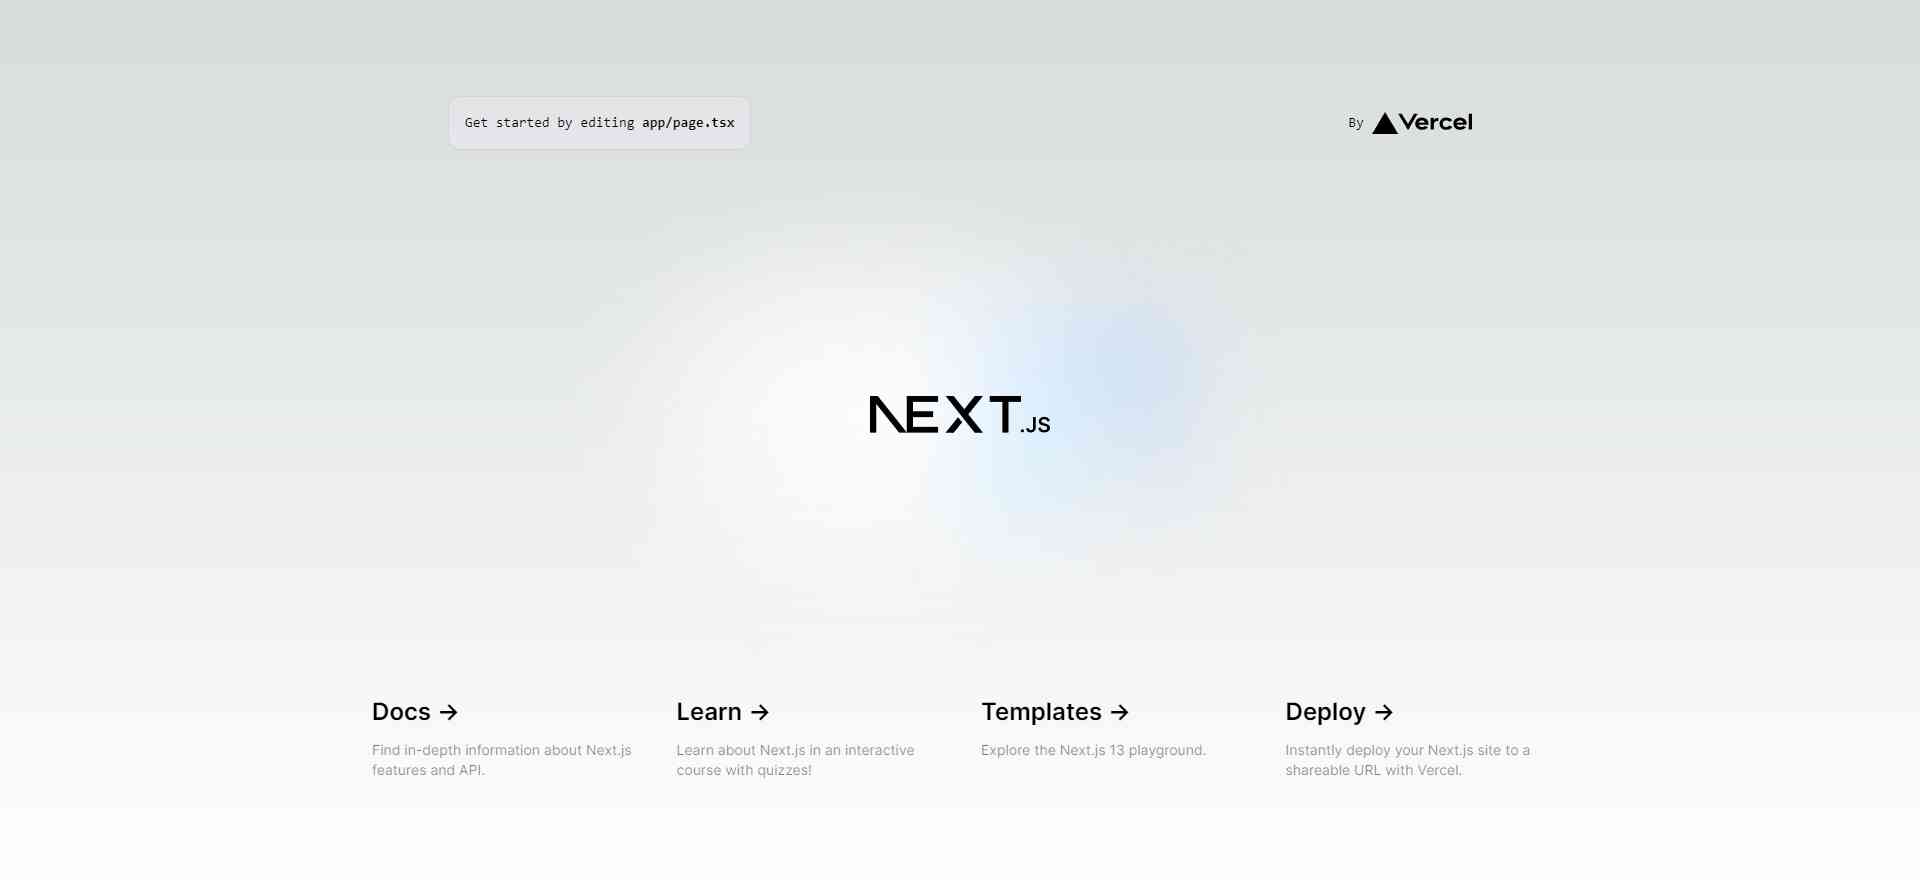 Get started by editing app/page.tsx
By Vercel
NEXT.JS
Docs →
Find in-depth information about Next.js
features and API.
Learn →
Learn about Next.js in an interactive
course with quizzes!
Templates →
Explore the Next.js 13 playground.
Deploy →
Instantly deploy your Next.js site to a
shareable URL with Vercel.